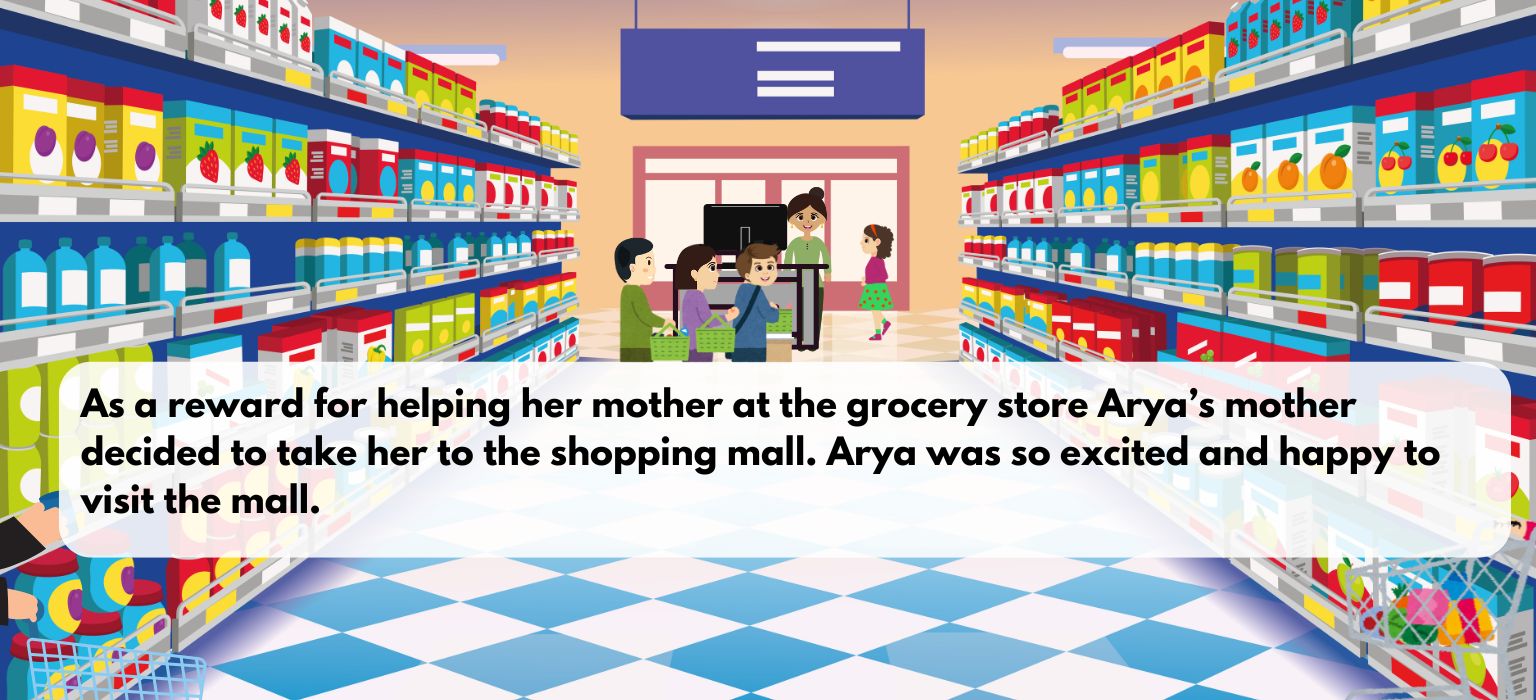 As a reward for helping her mother at the grocery store Arya’s mother
decided to take her to the shopping mall. Arya was so excited and happy to
visit the mall.